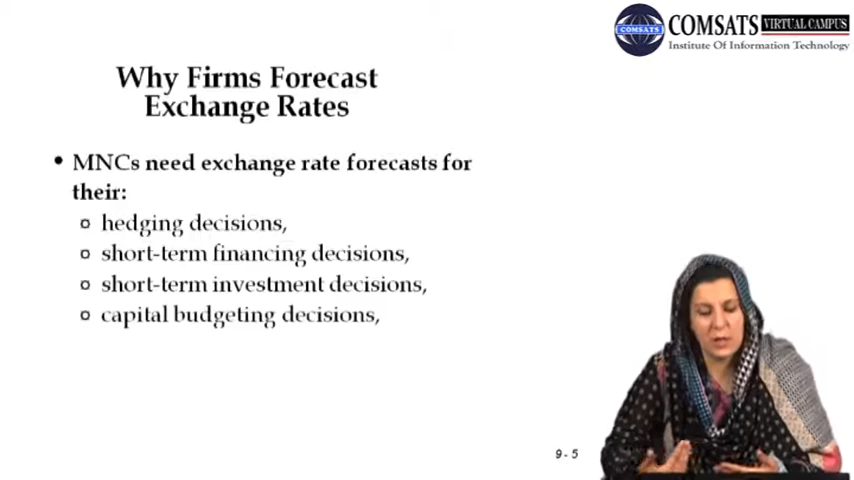 COMSATS VIRTUAL CAMPUS
COMSATS
Institute Of Information Technology
Why Firms Forecast
Exchange Rates
• MNCs need exchange rate forecasts for
their:
hedging decisions,
short-term financing decisions,
short-term investment decisions,
capital budgeting decisions,
9 - 5